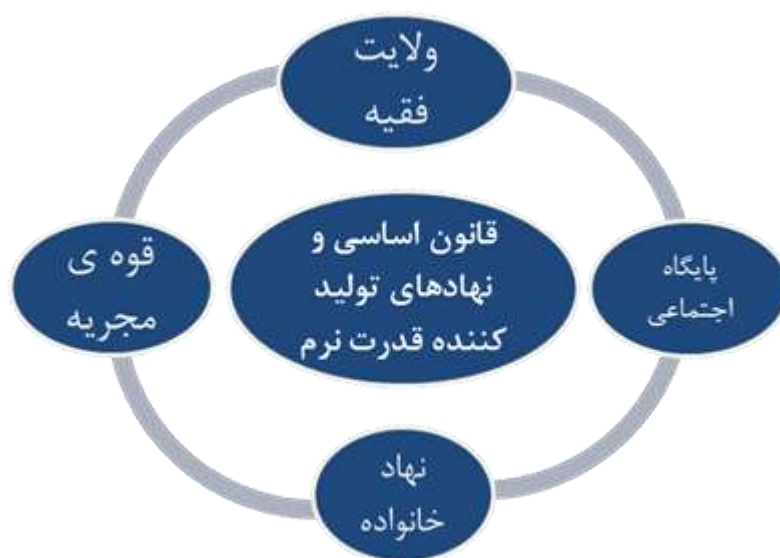 ولایت
فقیه
قانون اساسی و
نهادهای تولید
کننده قدرت نرم
پایگاه
اجتماعی
قوه ی
مجریه
نهاد
خانواده